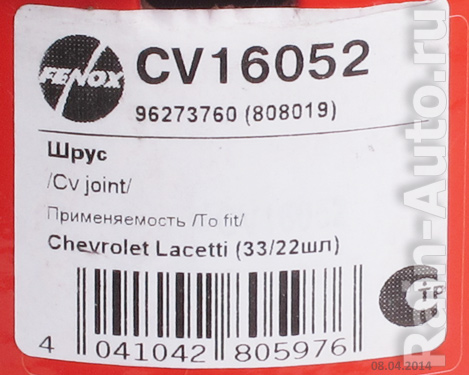 FENOX
CV16052
96273760 (808019)
Шрус
/Cv joint/
Применяемость /To fit/
Chevrolet Lacetti (33/22шл)
4 041042 805976
08.04.2014
Rain-Auto.ru